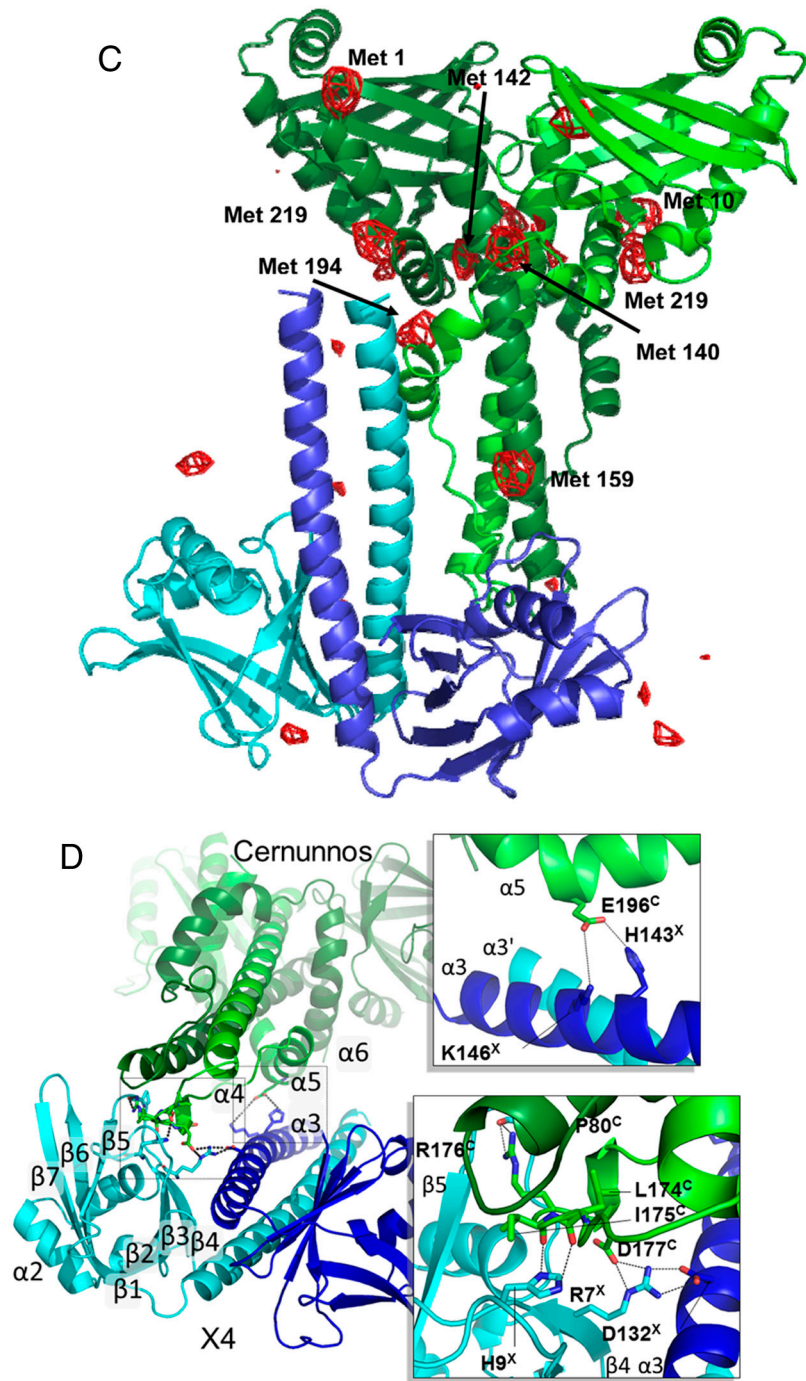 C
Met 1
Met 142
Met 10
Met 219
Met 194
Met 219
Met 140
Met 159
D
Cernunnos
α5
E196ᶜ
H143ˣ
α3'
α3
K146ˣ
α6
α4
α5
α3
β5
β6
β7
β3
β4
β2
α2
β1
X4
P80ᶜ
R176ᶜ
β5
L174ᶜ
I175ᶜ
D177ᶜ
R7ˣ
D132ˣ
H9ˣ
β4 α3